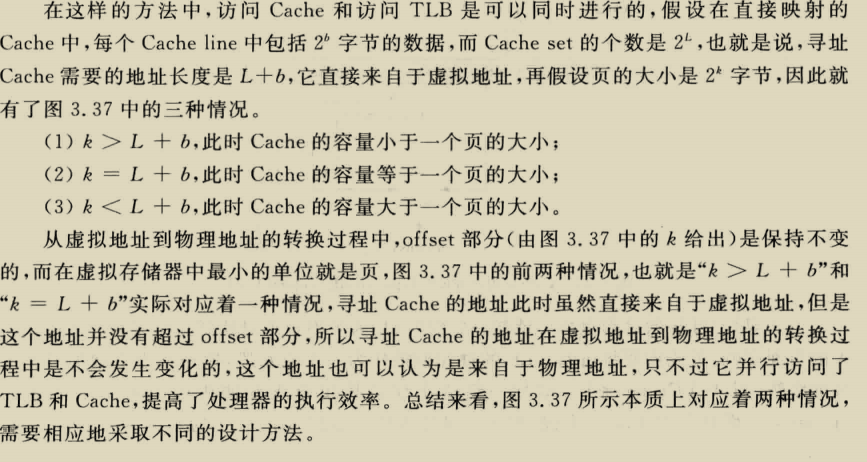 在这样的方法中,访问 Cache 和访问 TLB 是可以同时进行的,假设在直接映射的
Cache 中,每个 Cache line 中包括 2ᵇ 字节的数据,而 Cache set 的个数是 2ᴸ,也就是说,寻址
Cache 需要的地址长度是 L+b,它直接来自于虚拟地址,再假设页的大小是 2ᵏ 字节,因此就
有了图 3.37 中的三种情况。
(1) k > L + b,此时 Cache 的容量小于一个页的大小;
(2) k = L + b,此时 Cache 的容量等于一个页的大小;
(3) k < L + b,此时 Cache 的容量大于一个页的大小。
从虚拟地址到物理地址的转换过程中,offset 部分(由图 3.37 中的 k 给出)是保持不变
的,而在虚拟存储器中最小的单位就是页,图 3.37 中的前两种情况,也就是“k > L + b”和
“k = L + b”实际对应着一种情况,寻址 Cache 的地址此时虽然直接来自于虚拟地址,但是
这个地址并没有超过 offset 部分,所以寻址 Cache 的地址在虚拟地址到物理地址的转换过
程中是不会发生变化的,这个地址也可以认为是来自于物理地址,只不过它并行访问了
TLB 和 Cache,提高了处理器的执行效率。总结来看,图 3.37 所示本质上对应着两种情况,
需要相应地采取不同的设计方法。